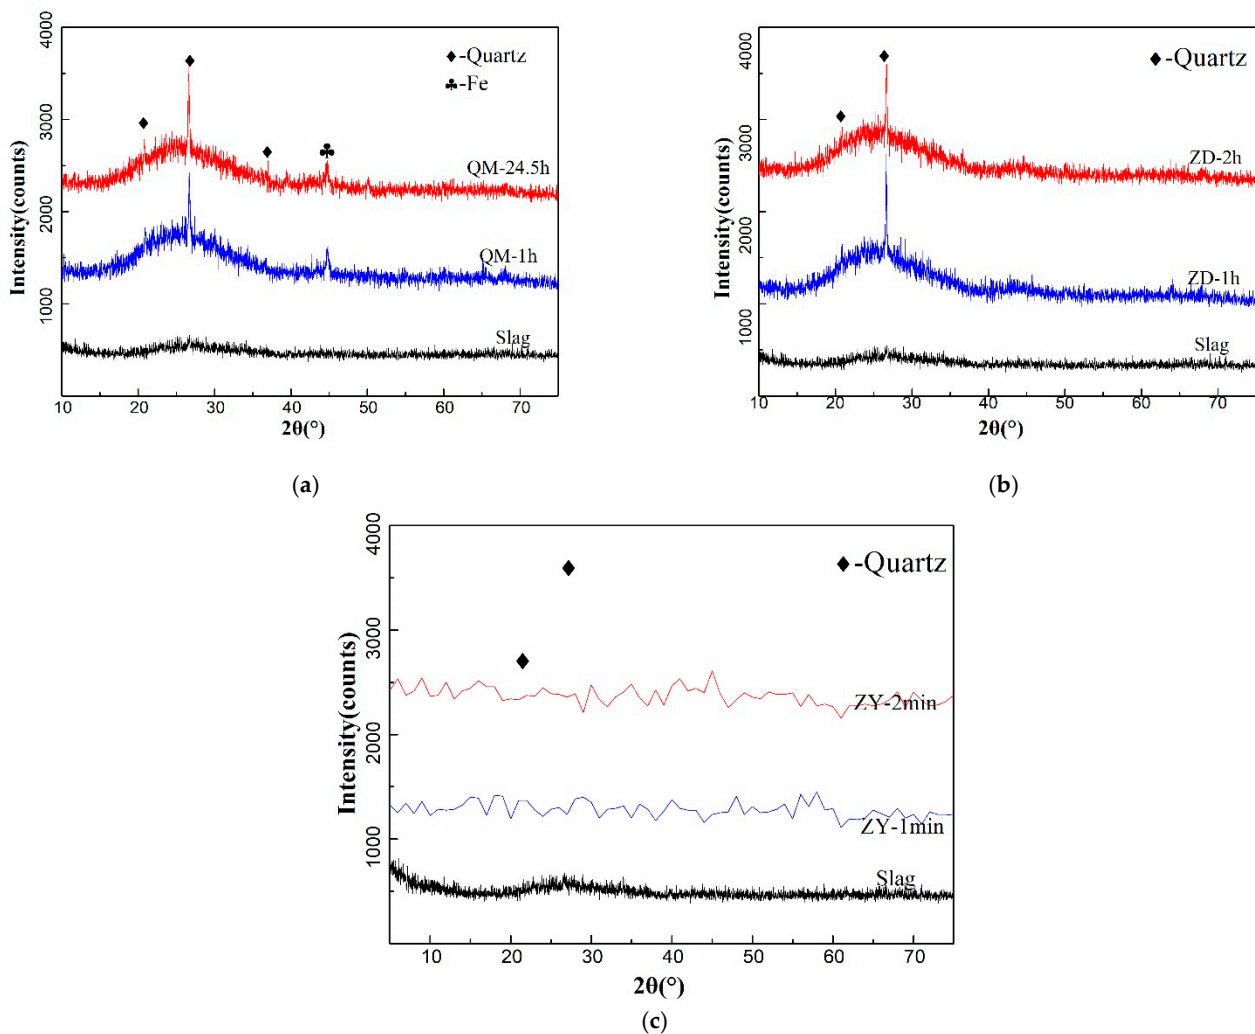 4000
3000
2000
1000
Intensity(counts)
♦-Quartz
♣-Fe
QM-24.5h
QM-1h
Slag
10 20 30 40 50 60 70
2θ(°)
(a)
4000
3000
2000
1000
Intensity(counts)
♦-Quartz
ZD-2h
ZD-1h
Slag
10 20 30 40 50 60 70
2θ(°)
(b)
4000
3000
2000
1000
Intensity(counts)
♦-Quartz
ZY-2min
ZY-1min
Slag
10 20 30 40 50 60 70
2θ(°)
(c)